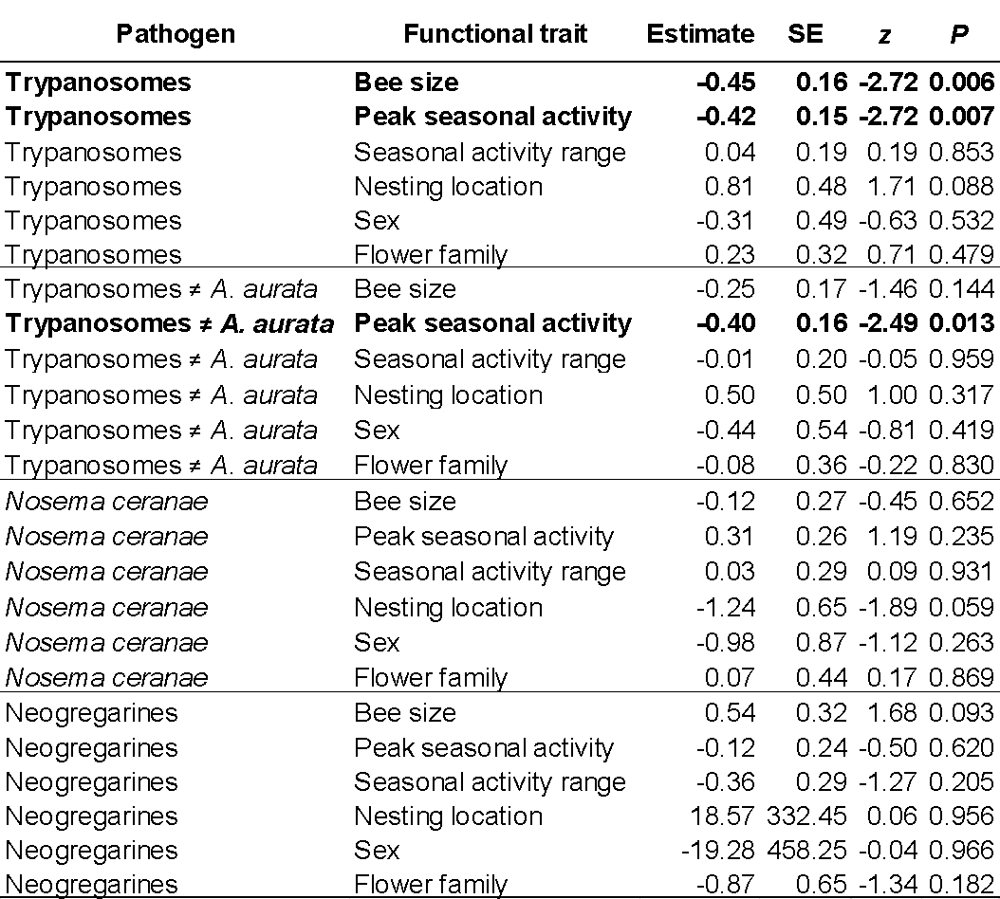 Pathogen Functional trait Estimate SE z P
Trypanosomes Bee size -0.45 0.16 -2.72 0.006
Trypanosomes Peak seasonal activity -0.42 0.15 -2.72 0.007
Trypanosomes Seasonal activity range 0.04 0.19 0.19 0.853
Trypanosomes Nesting location 0.81 0.48 1.71 0.088
Trypanosomes Sex -0.31 0.49 -0.63 0.532
Trypanosomes Flower family 0.23 0.32 0.71 0.479
Trypanosomes ≠ A. aurata Bee size -0.25 0.17 -1.46 0.144
Trypanosomes ≠ A. aurata Peak seasonal activity -0.40 0.16 -2.49 0.013
Trypanosomes ≠ A. aurata Seasonal activity range -0.01 0.20 -0.05 0.959
Trypanosomes ≠ A. aurata Nesting location 0.50 0.50 1.00 0.317
Trypanosomes ≠ A. aurata Sex -0.44 0.54 -0.81 0.419
Trypanosomes ≠ A. aurata Flower family -0.08 0.36 -0.22 0.830
Nosema ceranae Bee size -0.12 0.27 -0.45 0.652
Nosema ceranae Peak seasonal activity 0.31 0.26 1.19 0.235
Nosema ceranae Seasonal activity range 0.03 0.29 0.09 0.931
Nosema ceranae Nesting location -1.24 0.65 -1.89 0.059
Nosema ceranae Sex -0.98 0.87 -1.12 0.263
Nosema ceranae Flower family 0.07 0.44 0.17 0.869
Neogregarines Bee size 0.54 0.32 1.68 0.093
Neogregarines Peak seasonal activity -0.12 0.24 -0.50 0.620
Neogregarines Seasonal activity range -0.36 0.29 -1.27 0.205
Neogregarines Nesting location 18.57 332.45 0.06 0.956
Neogregarines Sex -19.28 458.25 -0.04 0.966
Neogregarines Flower family -0.87 0.65 -1.34 0.182